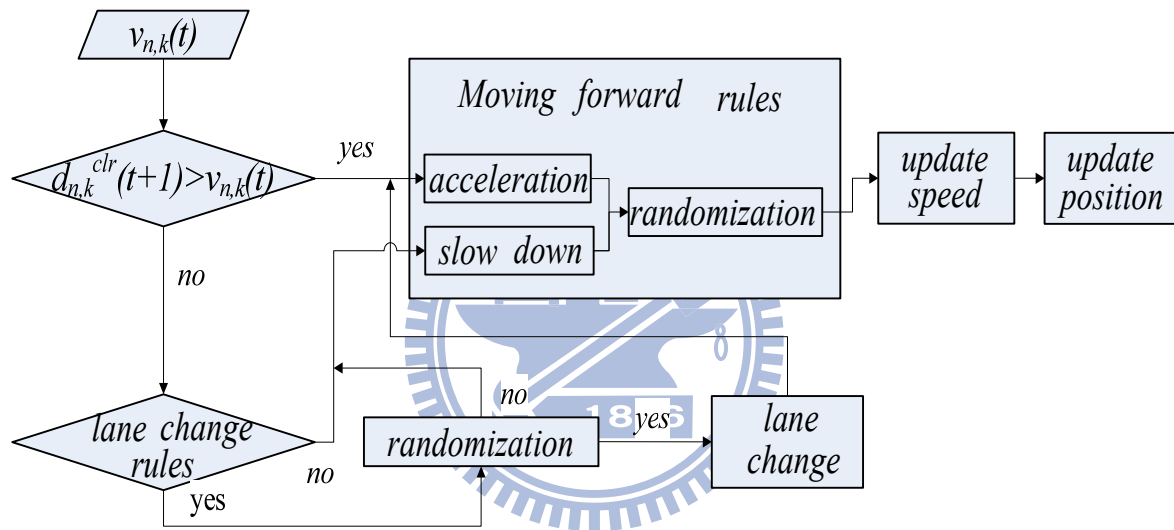 v_{n,k}(t)
d_{n,k}^{clr}(t+1)>v_{n,k}(t)
yes
no
Moving forward rules
acceleration
slow down
randomization
update
speed
update
position
lane change
rules
no
yes
randomization
no
yes
lane
change
1896